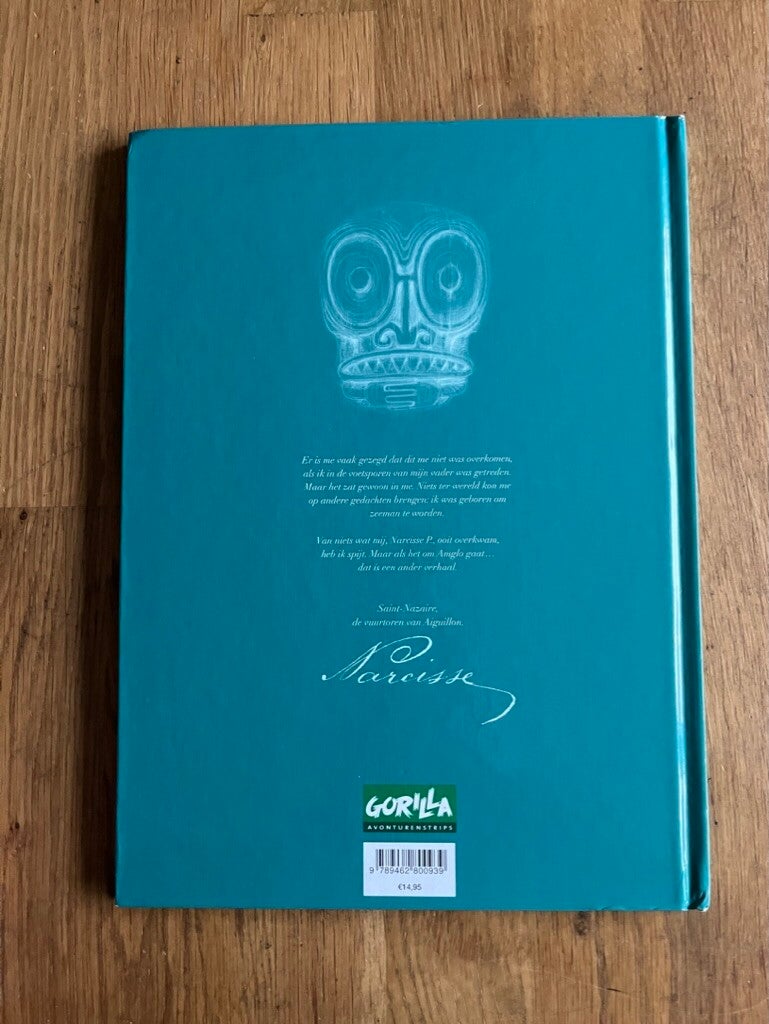 Er is me vaak gezegd dat dit me niet was overkomen,
als ik in de voetsporen van mijn vader was getreden.
Maar het zat gewoon in me. Niets ter wereld kon me
op andere gedachten brengen: ik was geboren om
zeeman te worden.
Van niets wat mij, Narcisse P., ooit overkwam,
heb ik spijt. Maar als het om Amglo gaat…
dat is een ander verhaal.
Saint-Nazaire,
de vuurtoren van Aiguillon.
Narcisse
GORILLA
AVONTURENSTRIPS
9 789462 800939
€14,95